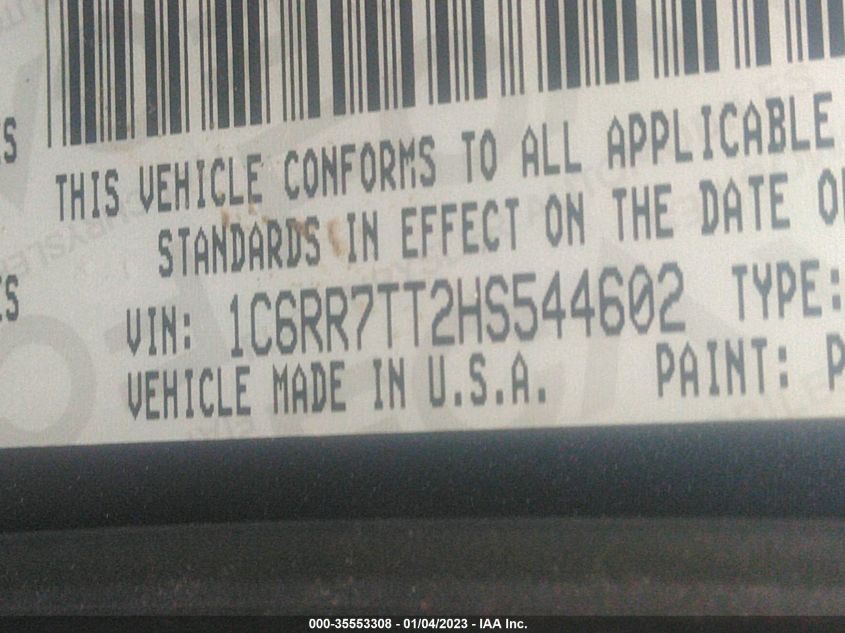 THIS VEHICLE CONFORMS TO ALL APPLICABLE
STANDARDS IN EFFECT ON THE DATE
VIN: 1C6RR7TT2HS544602 TYPE:
VEHICLE MADE IN U.S.A. PAINT: P
000-35553308 - 01/04/2023 - IAA Inc.